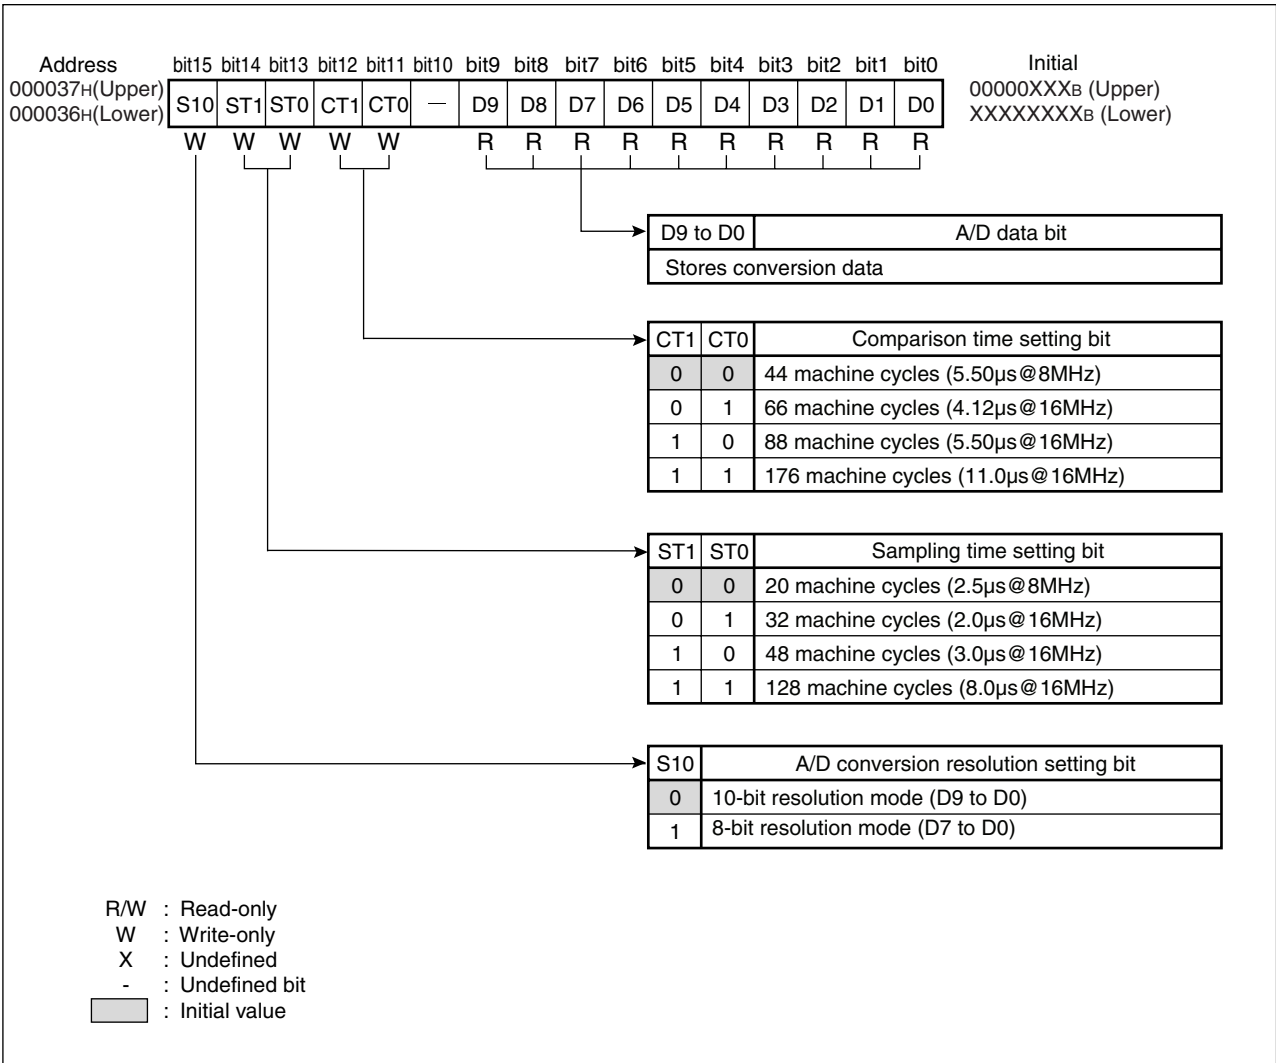 Address bit15 bit14 bit13 bit12 bit11 bit10 bit9 bit8 bit7 bit6 bit5 bit4 bit3 bit2 bit1 bit0 Initial
000037H(Upper) 00000XXXB (Upper)
000036H(Lower) S10 ST1 ST0 CT1 CT0 — D9 D8 D7 D6 D5 D4 D3 D2 D1 D0 XXXXXXXXB (Lower)
W W W W W R R R R R R R R R R
D9 to D0 A/D data bit
Stores conversion data
CT1 CT0 Comparison time setting bit
0 0 44 machine cycles (5.50µs@8MHz)
0 1 66 machine cycles (4.12µs@16MHz)
1 0 88 machine cycles (5.50µs@16MHz)
1 1 176 machine cycles (11.0µs@16MHz)
ST1 ST0 Sampling time setting bit
0 0 20 machine cycles (2.5µs@8MHz)
0 1 32 machine cycles (2.0µs@16MHz)
1 0 48 machine cycles (3.0µs@16MHz)
1 1 128 machine cycles (8.0µs@16MHz)
S10 A/D conversion resolution setting bit
0 10-bit resolution mode (D9 to D0)
1 8-bit resolution mode (D7 to D0)
R/W : Read-only
W : Write-only
X : Undefined
- : Undefined bit
: Initial value